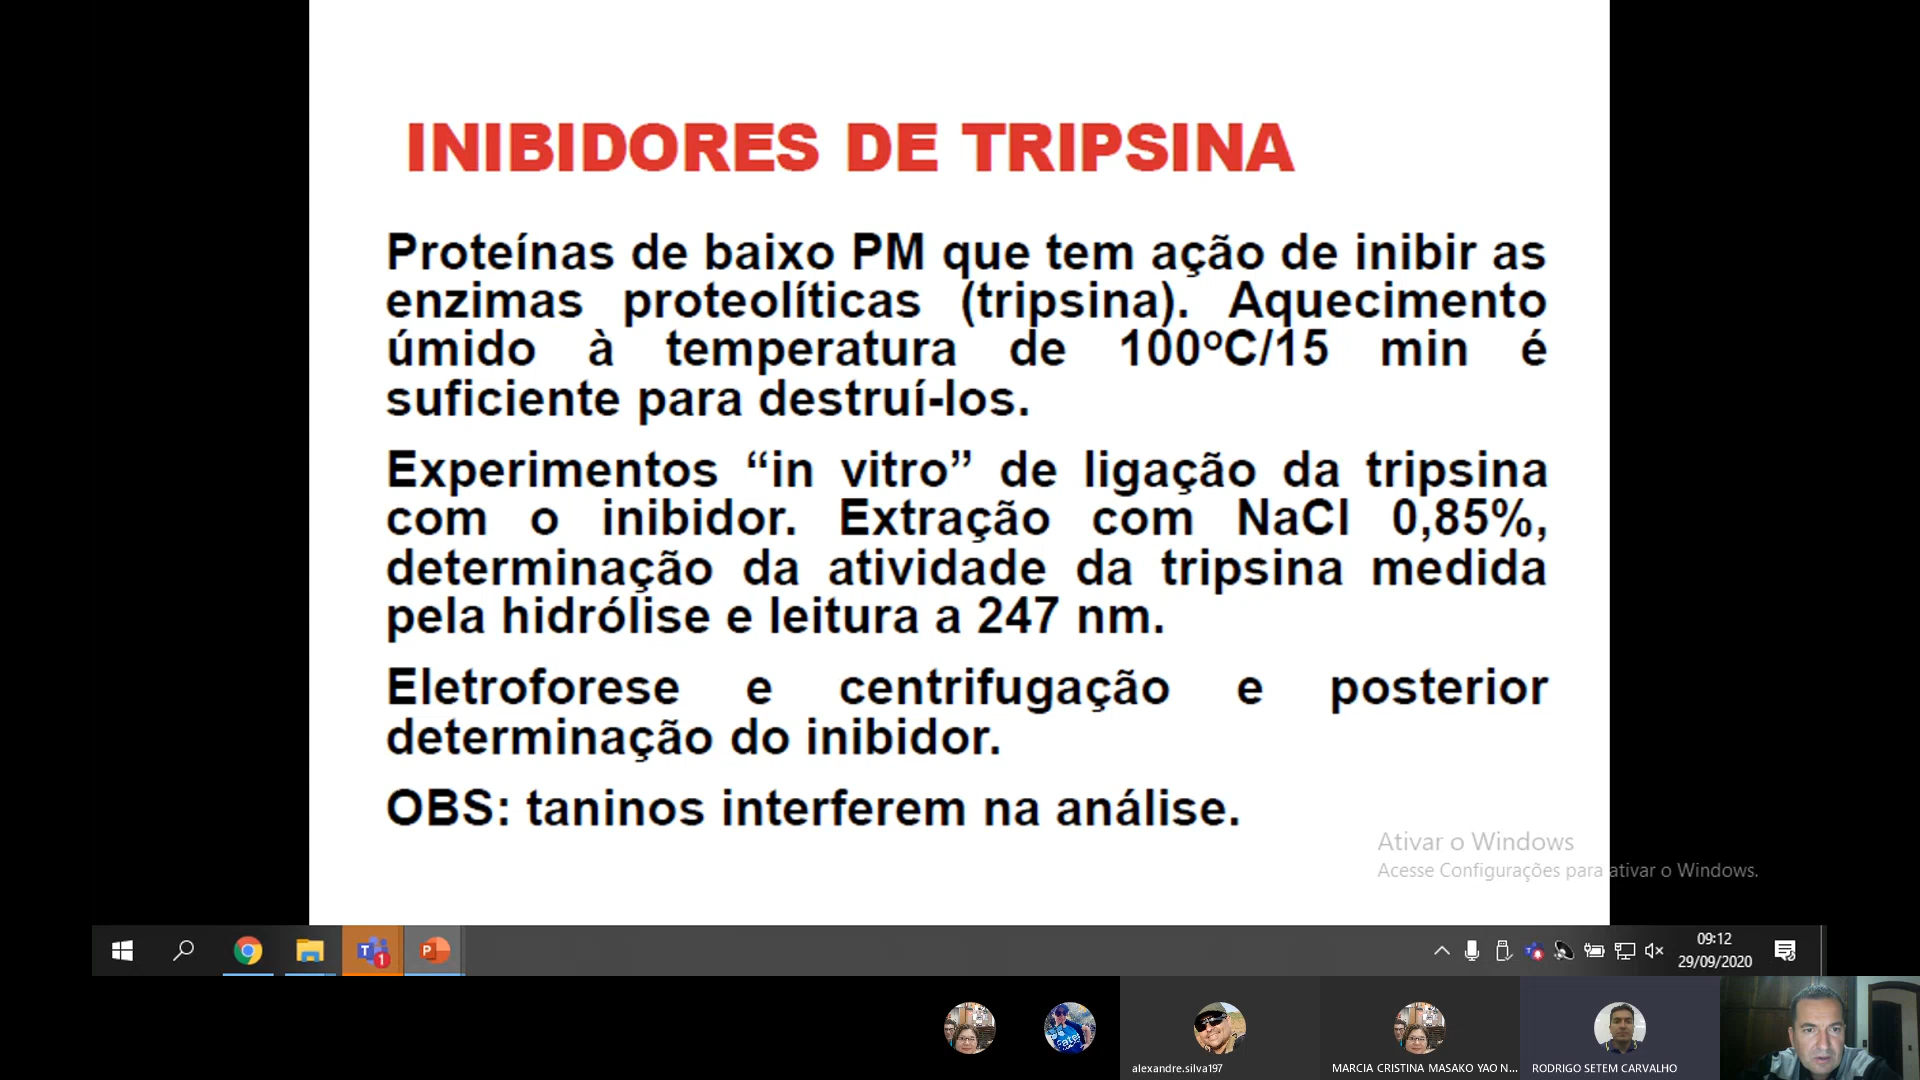 INIBIDORES DE TRIPSINA
Proteínas de baixo PM que tem ação de inibir as
enzimas proteolíticas (tripsina). Aquecimento
úmido à temperatura de 100ºC/15 min é
suficiente para destruí-los.
Experimentos “in vitro” de ligação da tripsina
com o inibidor. Extração com NaCl 0,85%,
determinação da atividade da tripsina medida
pela hidrólise e leitura a 247 nm.
Eletroforese e centrifugação e posterior
determinação do inibidor.
OBS: taninos interferem na análise.
Ativar o Windows
Acesse Configurações para ativar o Windows.
09:12
29/09/2020
alexandre.silva197
MARCIA CRISTINA MASAKO YAO N...
RODRIGO SETEM CARVALHO